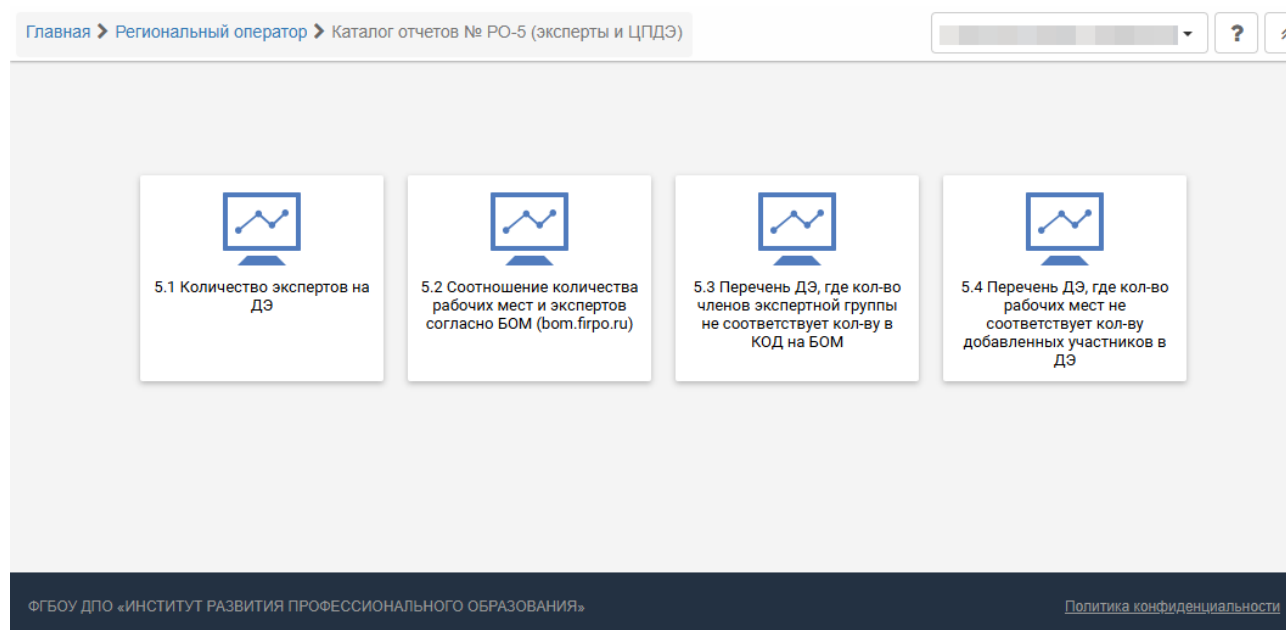 Главная > Региональный оператор > Каталог отчетов № РО-5 (эксперты и ЦПДЭ)
?
5.1 Количество экспертов на
ДЭ
5.2 Соотношение количества
рабочих мест и экспертов
согласно БОМ (bom.firpo.ru)
5.3 Перечень ДЭ, где кол-во
членов экспертной группы
не соответствует кол-ву в
КОД на БОМ
5.4 Перечень ДЭ, где кол-во
рабочих мест не
соответствует кол-ву
добавленных участников в
ДЭ
ФГБОУ ДПО «ИНСТИТУТ РАЗВИТИЯ ПРОФЕССИОНАЛЬНОГО ОБРАЗОВАНИЯ»
Политика конфиденциальности